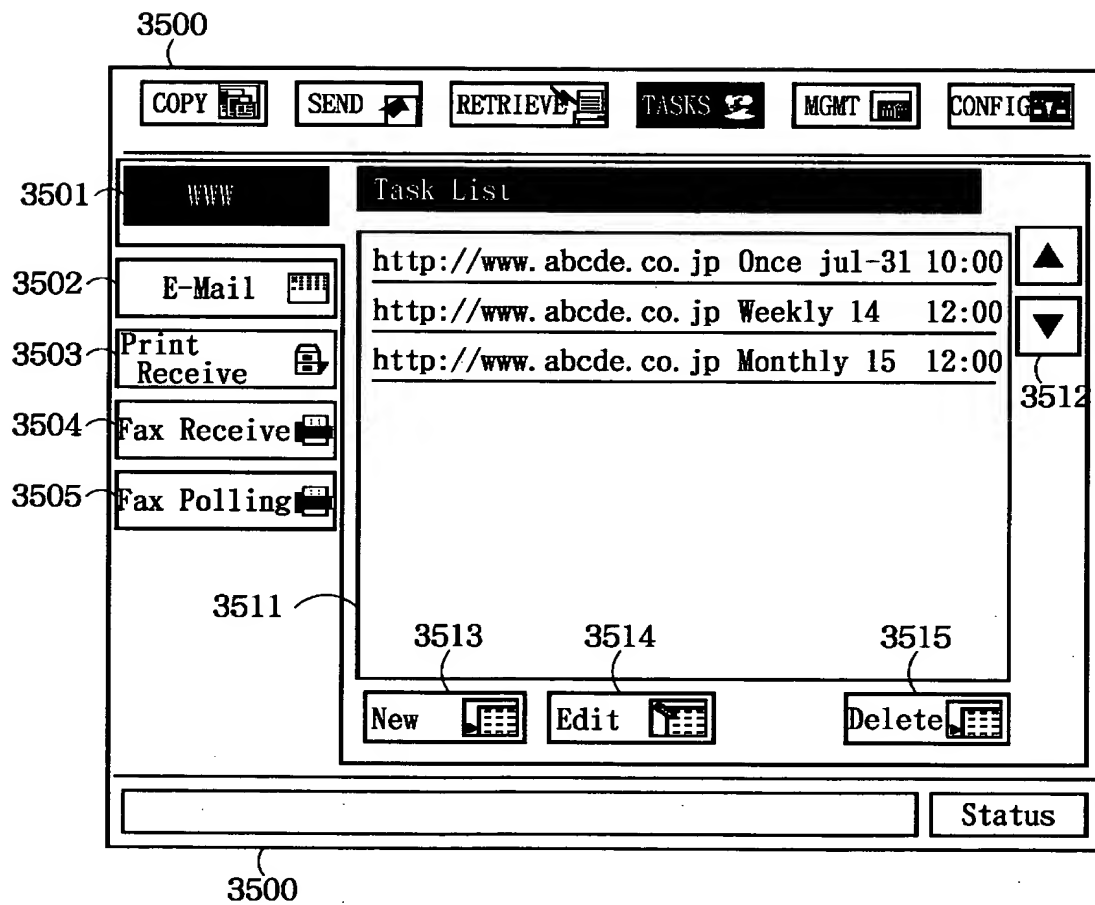 3500
COPY SEND RETRIEVE TASKS MGMT CONFIG
3501 WWW Task List
http://www.abcde.co.jp Once jul-31 10:00
3502 E-Mail
http://www.abcde.co.jp Weekly 14 12:00
3503 Print Receive
http://www.abcde.co.jp Monthly 15 12:00
3512
3504 Fax Receive
3505 Fax Polling
3511
3513 3514 3515
New Edit Delete
Status
3500